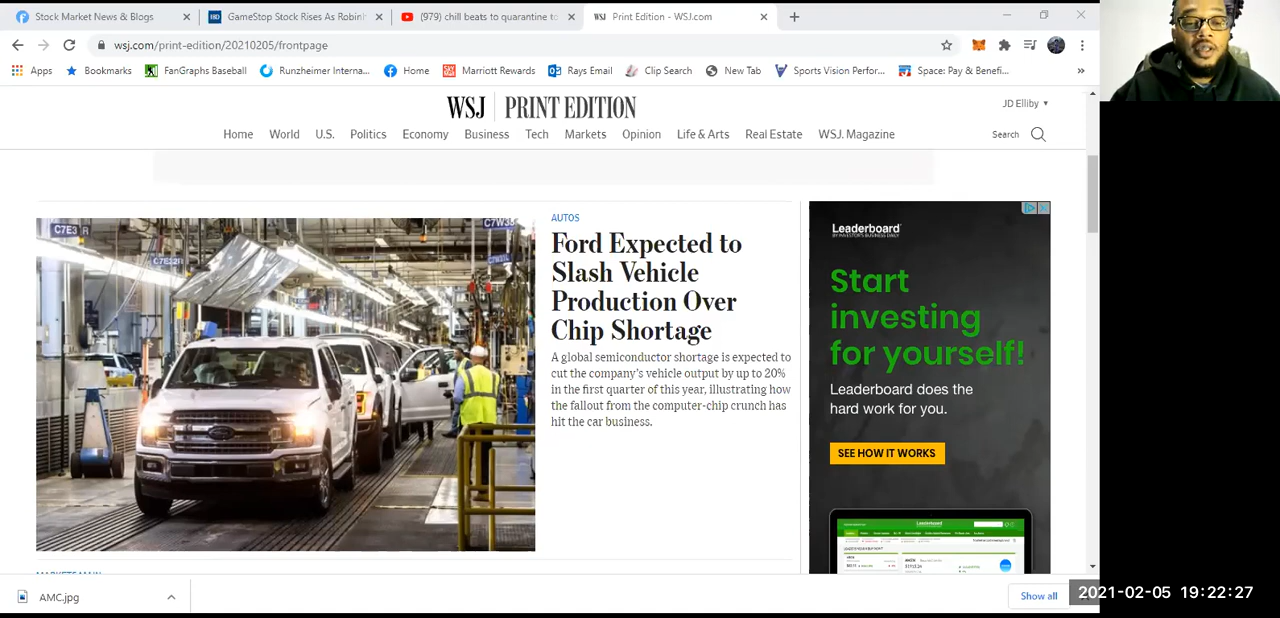 Stock Market News & Blogs
GameStop Stock Rises As Robinl
(979) chill beats to quarantine to
WSJ Print Edition - WSJ.com
wsj.com/print-edition/20210205/frontpage
Apps Bookmarks FanGraphs Baseball Runzheimer Interna... Home Marriott Rewards Rays Email Clip Search New Tab Sports Vision Perfor... Space: Pay & Benefi... »
WSJ PRINT EDITION
JD Elliby
Home World U.S. Politics Economy Business Tech Markets Opinion Life & Arts Real Estate WSJ. Magazine
Search
AUTOS
Ford Expected to
Slash Vehicle
Production Over
Chip Shortage
A global semiconductor shortage is expected to
cut the company's vehicle output by up to 20%
in the first quarter of this year, illustrating how
the fallout from the computer-chip crunch has
hit the car business.
C7E3
Leaderboard
BY INVESTOR'S BUSINESS DAILY
Start
investing
for yourself!
Leaderboard does the
hard work for you.
SEE HOW IT WORKS
Leaderboard
AMC.jpg
Show all
2021-02-05 19:22:27